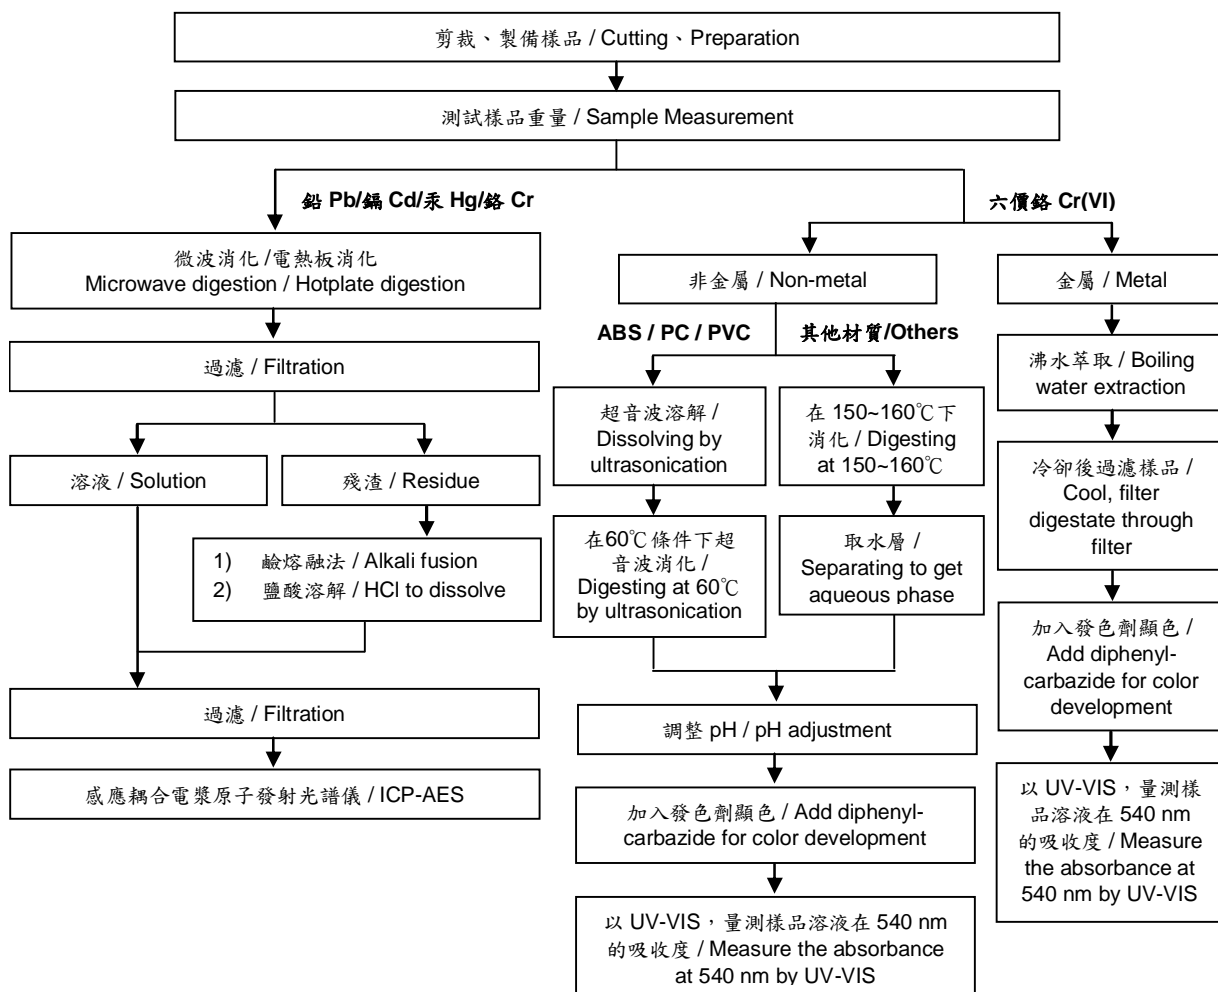 剪裁、製備樣品 / Cutting、Preparation
測試樣品重量 / Sample Measurement
鉛 Pb/鎘 Cd/汞 Hg/鉻 Cr
六價鉻 Cr(VI)
微波消化 /電熱板消化
Microwave digestion / Hotplate digestion
非金屬 / Non-metal
金屬 / Metal
ABS / PC / PVC
其他材質/Others
過濾 / Filtration
沸水萃取 / Boiling
water extraction
超音波溶解 /
Dissolving by
ultrasonication
在 150~160℃下
消化 / Digesting
at 150~160℃
溶液 / Solution
殘渣 / Residue
冷卻後過濾樣品 /
Cool, filter
digestate through
filter
1) 鹼熔融法 / Alkali fusion
2) 鹽酸溶解 / HCl to dissolve
在60℃條件下超
音波消化 /
Digesting at 60℃
by ultrasonication
取水層 /
Separating to get
aqueous phase
加入發色劑顯色 /
Add diphenyl-
carbazide for color
development
過濾 / Filtration
調整 pH / pH adjustment
感應耦合電漿原子發射光譜儀 / ICP-AES
加入發色劑顯色 / Add diphenyl-
carbazide for color development
以 UV-VIS，量測樣
品溶液在 540 nm
的吸收度 / Measure
the absorbance at
540 nm by UV-VIS
以 UV-VIS，量測樣品溶液在 540 nm
的吸收度 / Measure the absorbance
at 540 nm by UV-VIS